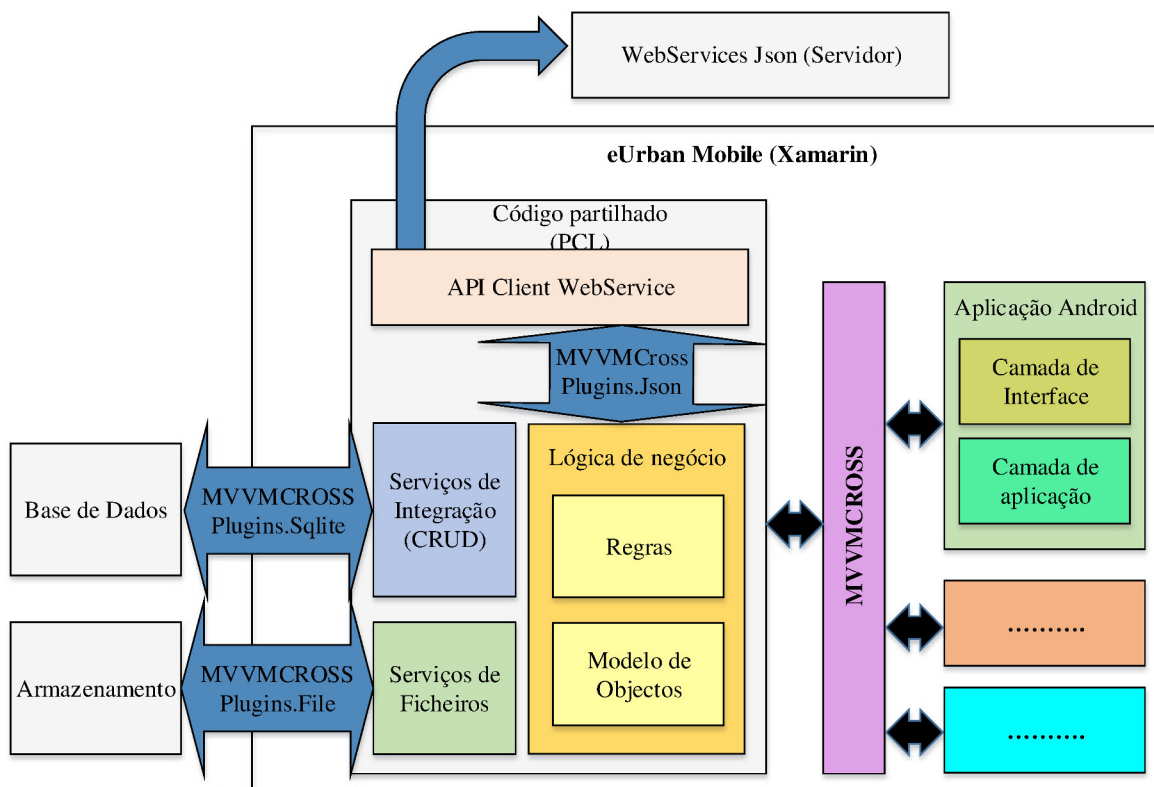 WebServices Json (Servidor)
eUrban Mobile (Xamarin)
Código partilhado
(PCL)
API Client WebService
MVVMCross
Plugins.Json
Aplicação Android
Camada de
Interface
Camada de
aplicação
Base de Dados
MVVMCROSS
Plugins.Sqlite
Serviços de
Integração
(CRUD)
Lógica de negócio
Regras
Modelo de
Objectos
MVVMCROSS
Armazenamento
MVVMCROSS
Plugins.File
Serviços de
Ficheiros
..........
..........